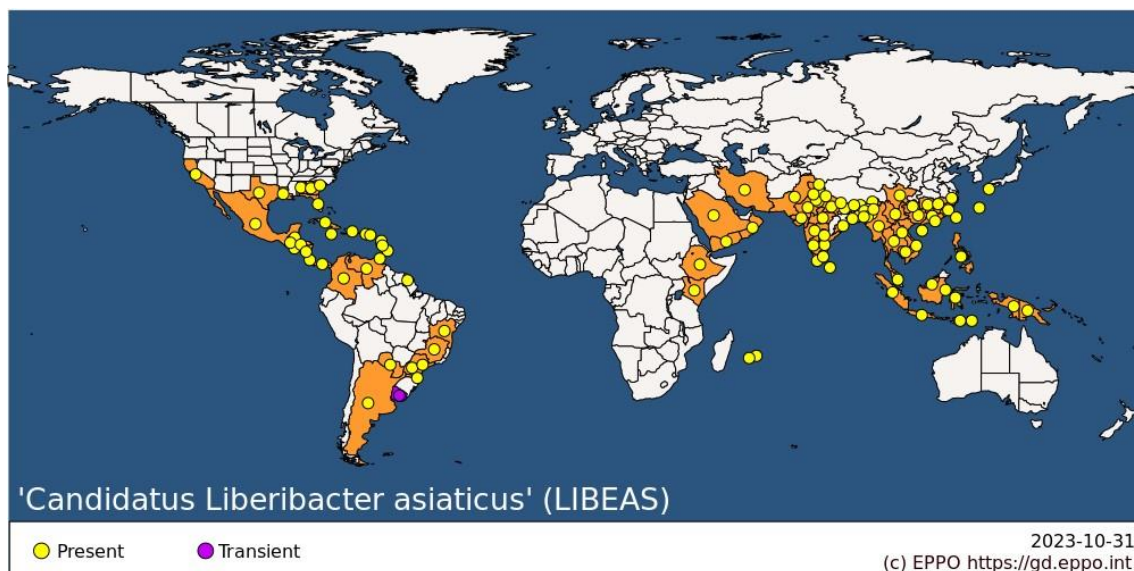 'Candidatus Liberibacter asiaticus' (LIBEAS)
Present
Transient
2023-10-31
(c) EPPO https://gd.eppo.int